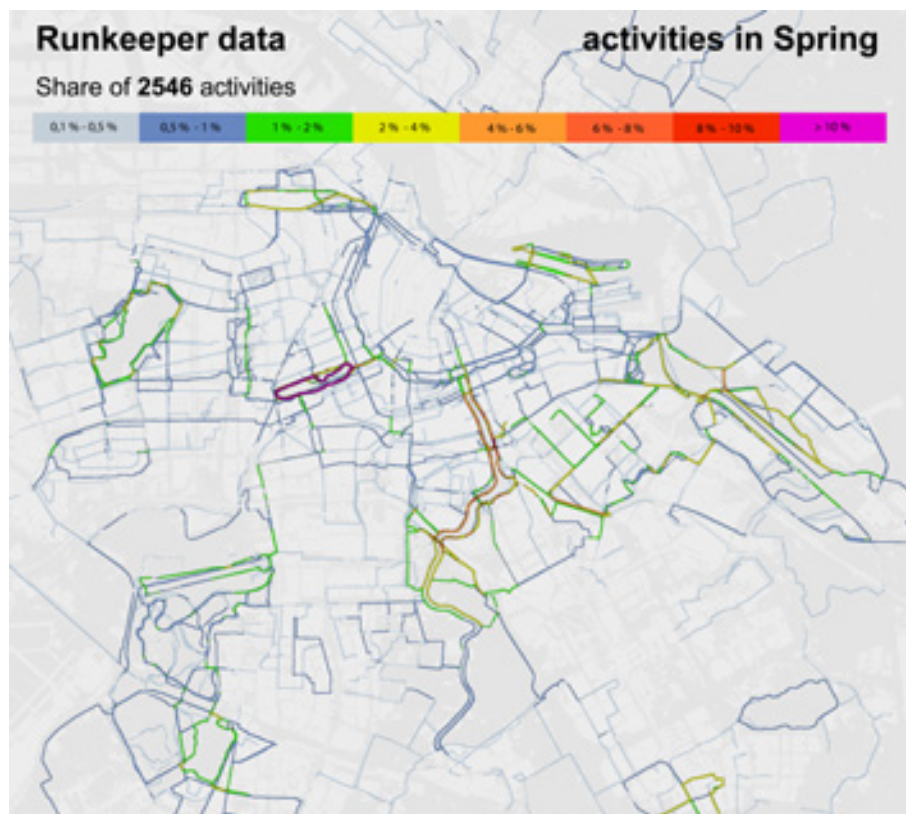 Runkeeper data
activities in Spring
Share of 2546 activities
0,1 % - 0,5 %
0,5 % - 1 %
1 % - 2 %
2 % - 4 %
4 % - 6 %
6 % - 8 %
8 % - 10 %
> 10 %